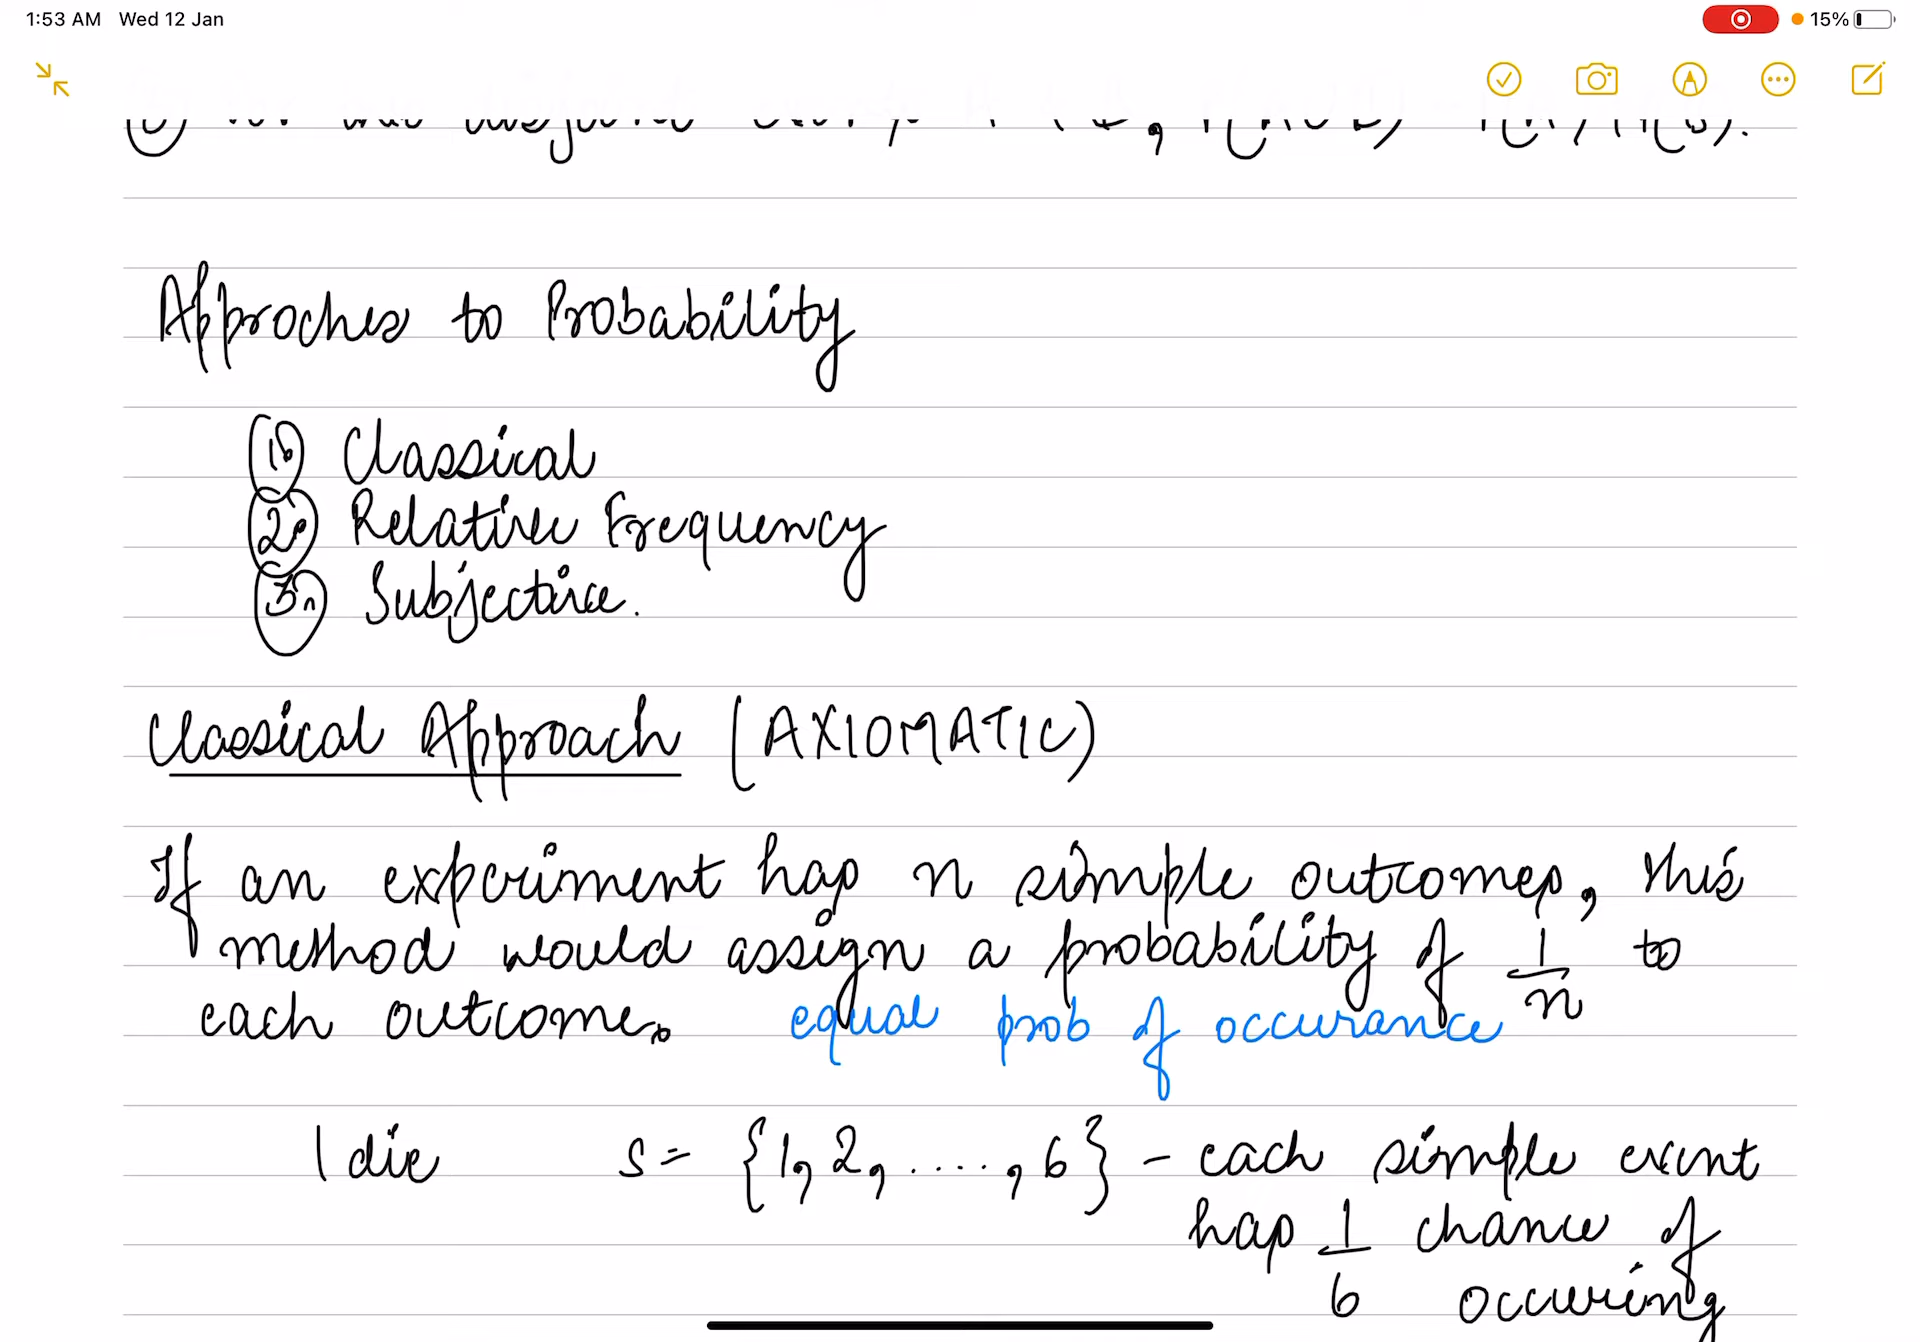 1:53 AM Wed 12 Jan
15%
Approches to Probability
1. Classical
2. Relative Frequency
3. Subjective.
Classical Approach (AXIOMATIC)
If an experiment has n simple outcomes, this
method would assign a probability of 1/n to
each outcome. equal prob of occurance
1 die S = {1, 2, ...., 6} - each simple event
has 1/6 chance of
occuring